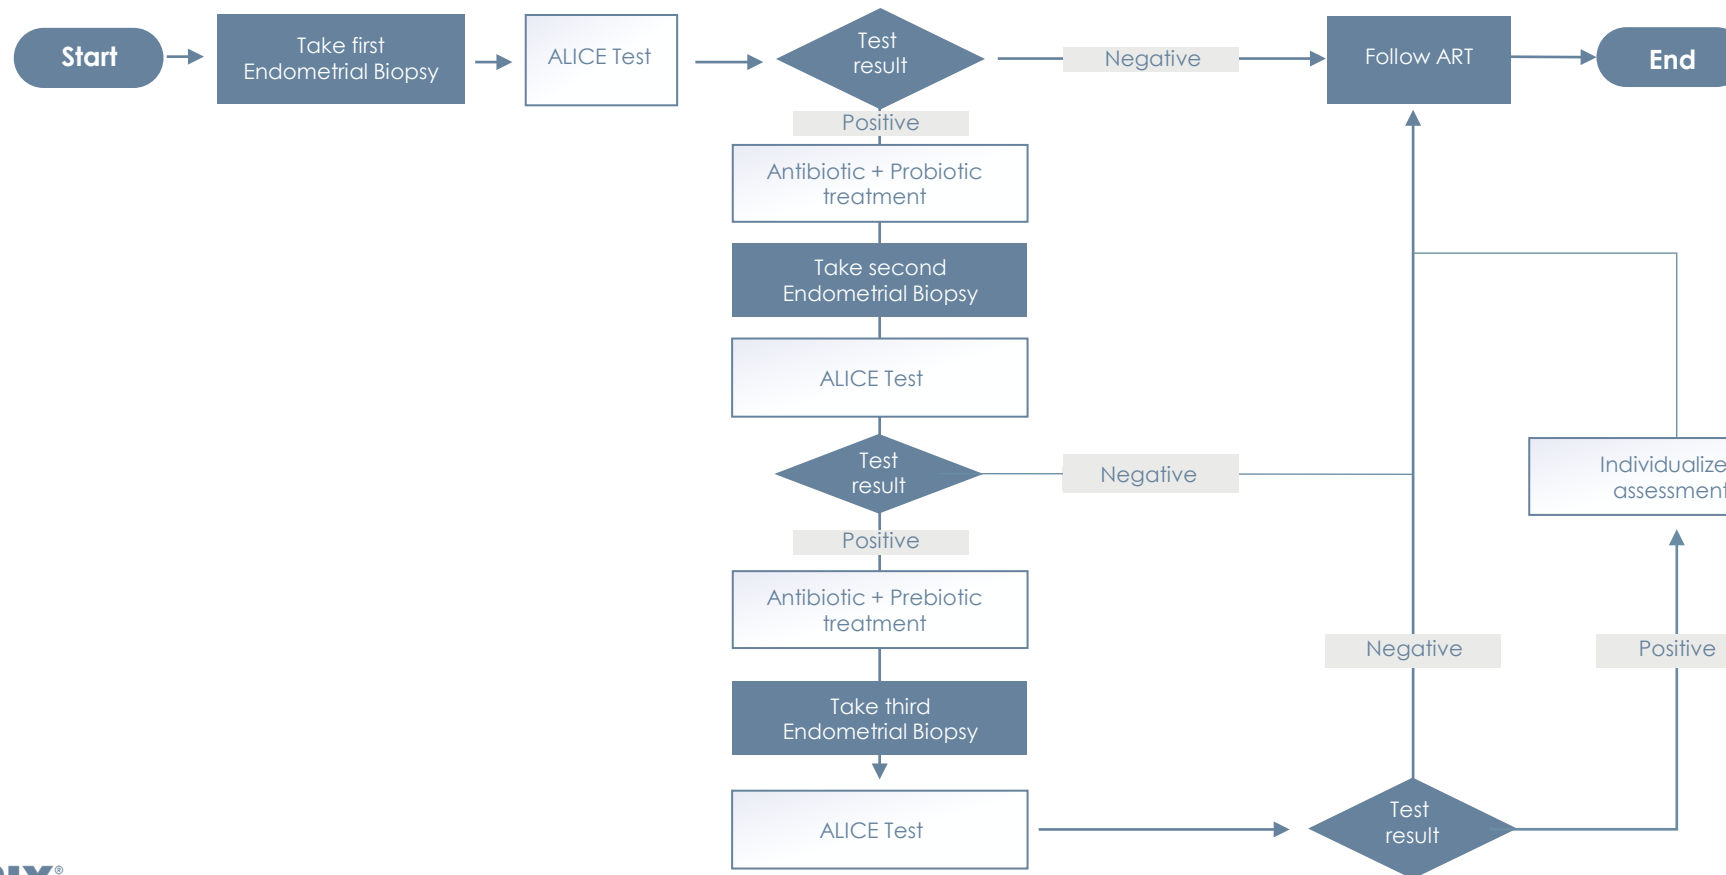 Start
Take first
Endometrial Biopsy
ALICE Test
Test
result
Negative
Follow ART
End
Positive
Antibiotic + Probiotic
treatment
Take second
Endometrial Biopsy
ALICE Test
Test
result
Negative
Individualize
assessment
Positive
Antibiotic + Prebiotic
treatment
Negative
Positive
Take third
Endometrial Biopsy
ALICE Test
Test
result